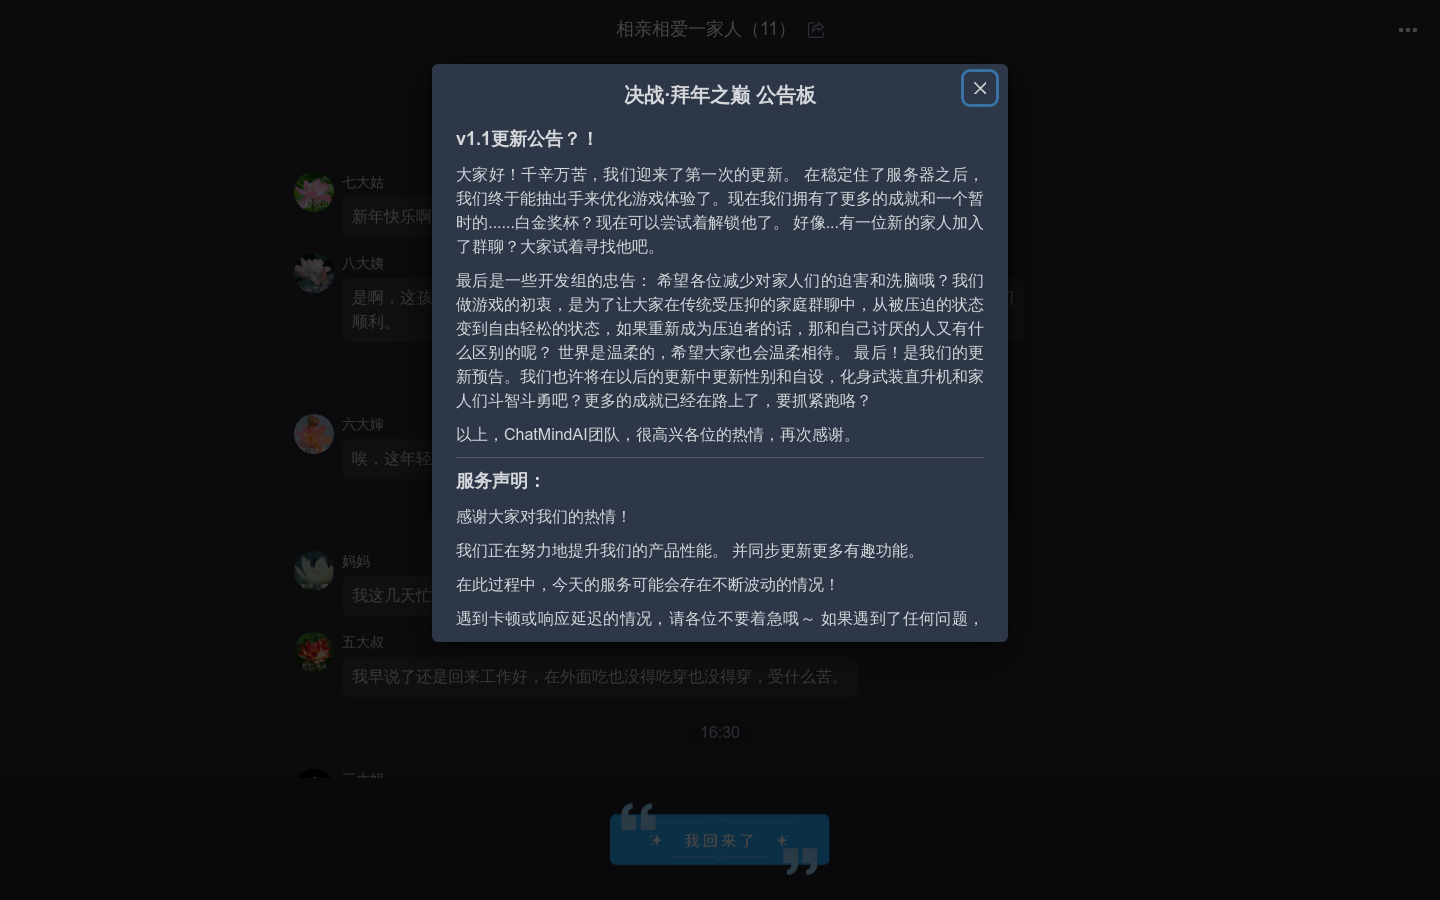 相亲相爱一家人（11）
决战·拜年之巅 公告板
v1.1更新公告？！
大家好！千辛万苦，我们迎来了第一次的更新。 在稳定住了服务器之后，
我们终于能抽出手来优化游戏体验了。现在我们拥有了更多的成就和一个暂
时的......白金奖杯？现在可以尝试着解锁他了。 好像...有一位新的家人加入
了群聊？大家试着寻找他吧。
最后是一些开发组的忠告： 希望各位减少对家人们的迫害和洗脑哦？我们
做游戏的初衷，是为了让大家在传统受压抑的家庭群聊中，从被压迫的状态
变到自由轻松的状态，如果重新成为压迫者的话，那和自己讨厌的人又有什
么区别的呢？ 世界是温柔的，希望大家也会温柔相待。 最后！是我们的更
新预告。我们也许将在以后的更新中更新性别和自设，化身武装直升机和家
人们斗智斗勇吧？更多的成就已经在路上了，要抓紧跑咯？
以上，ChatMindAI团队，很高兴各位的热情，再次感谢。
服务声明：
感谢大家对我们的热情！
我们正在努力地提升我们的产品性能。 并同步更新更多有趣功能。
在此过程中，今天的服务可能会存在不断波动的情况！
遇到卡顿或响应延迟的情况，请各位不要着急哦～ 如果遇到了任何问题，
七大姑
新年快乐啊
八大姨
是啊，这孩
顺利。
六大婶
唉，这年轻
妈妈
我这几天忙
五大叔
我早说了还是回来工作好，在外面吃也没得吃穿也没得穿，受什么苦。
16:30
我回来了